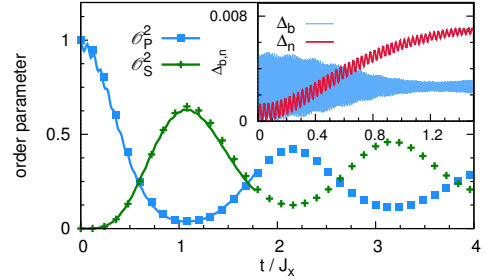 order parameter
1
0.5
0
𝒪²_P
𝒪²_S
Δ_b,n
0.008
0
Δ_b
Δ_n
0 0.4 0.8 1.2
0 1 2 3 4
t / J_x